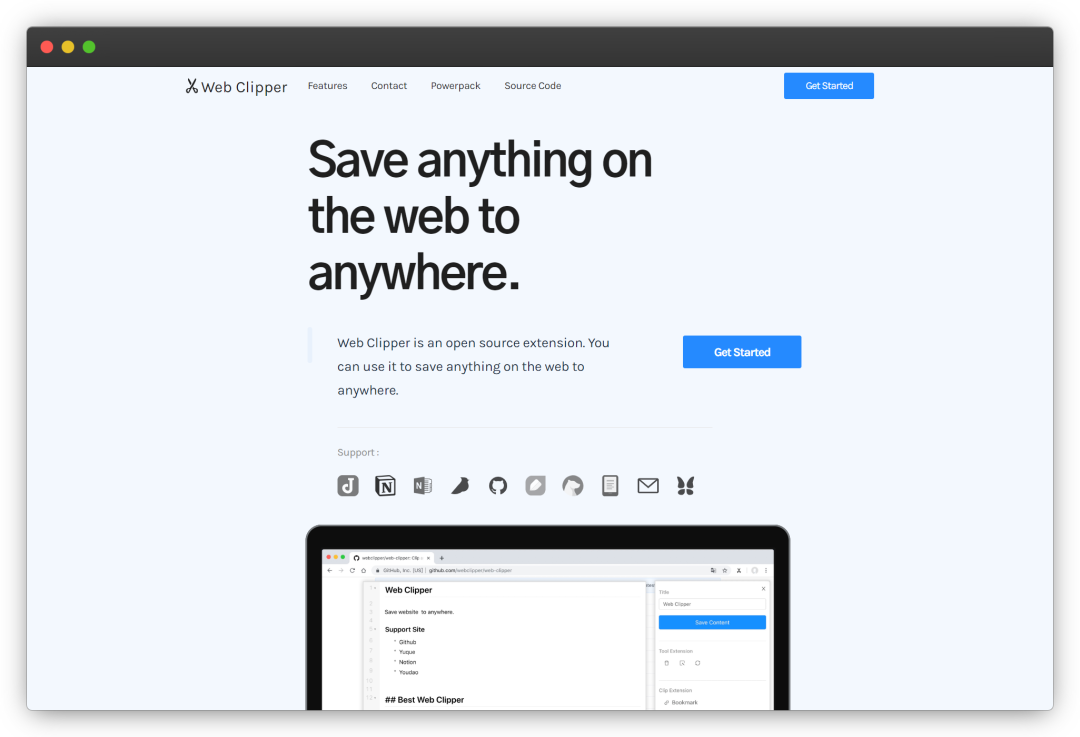 Web Clipper
Features
Contact
Powerpack
Source Code
Get Started
Save anything on
the web to
anywhere.
Web Clipper is an open source extension. You
can use it to save anything on the web to
anywhere.
Get Started
Support :
webclipper/web-clipper: Clip
GitHub, Inc. [US] | github.com/webclipper/web-clipper
Web Clipper
Save website to anywhere.
Support Site
Github
Yuque
Notion
Youdao
## Best Web Clipper
Title
Web Clipper
Save Content
Tool Extension
Clip Extension
Bookmark